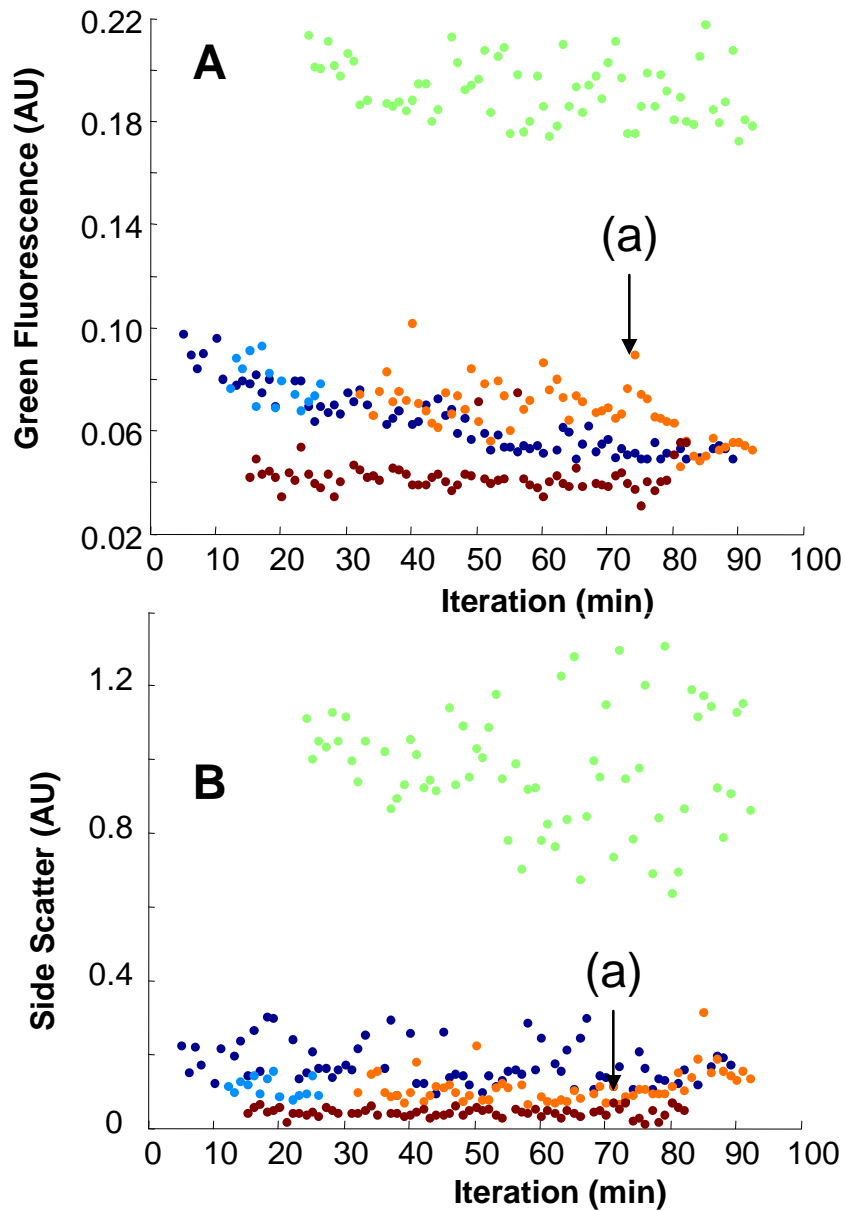 0.22
A
0.18
Green Fluorescence (AU)
0.14
(a)
0.10
0.06
0.02
0 10 20 30 40 50 60 70 80 90 100
Iteration (min)
1.2
B
0.8
Side Scatter (AU)
0.4
(a)
0
0 10 20 30 40 50 60 70 80 90 100
Iteration (min)